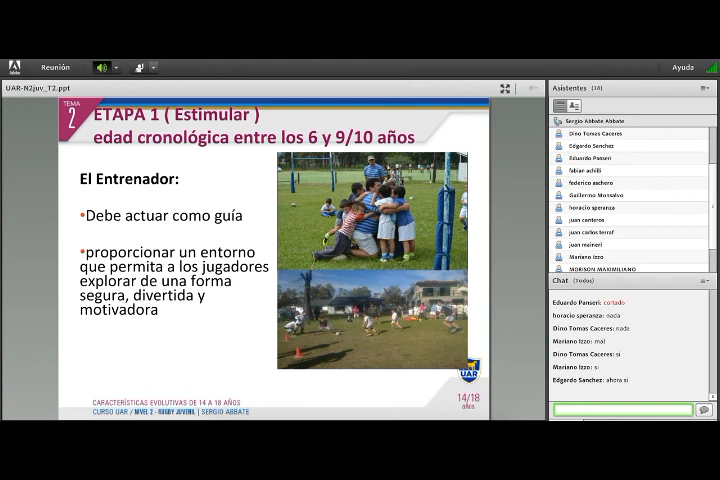 Adobe
Reunión
Ayuda
UAR-N2juv_T2.ppt
TEMA
2
ETAPA 1 ( Estimular )
edad cronológica entre los 6 y 9/10 años
El Entrenador:
•Debe actuar como guía
•proporcionar un entorno
que permita a los jugadores
explorar de una forma
segura, divertida y
motivadora
UAR
CARACTERÍSTICAS EVOLUTIVAS DE 14 A 18 AÑOS
CURSO UAR / NIVEL 2 - RUGBY JUVENIL | SERGIO ABBATE
14/18
años
Asistentes (18)
Sergio Abbate Abbate
Dino Tomas Caceres
Edgardo Sanchez
Eduardo Panseri
fabian achilli
federico aschero
Guillermo Monsalvo
horacio speranza
juan canteros
juan carlos terraf
juan maineri
Mariano Izzo
MORISON MAXIMILIANO
Chat (Todos)
Eduardo Panseri: cortado
horacio speranza: nada
Dino Tomas Caceres: nada
Mariano Izzo: mal
Dino Tomas Caceres: si
Mariano Izzo: si
Edgardo Sanchez: ahora si